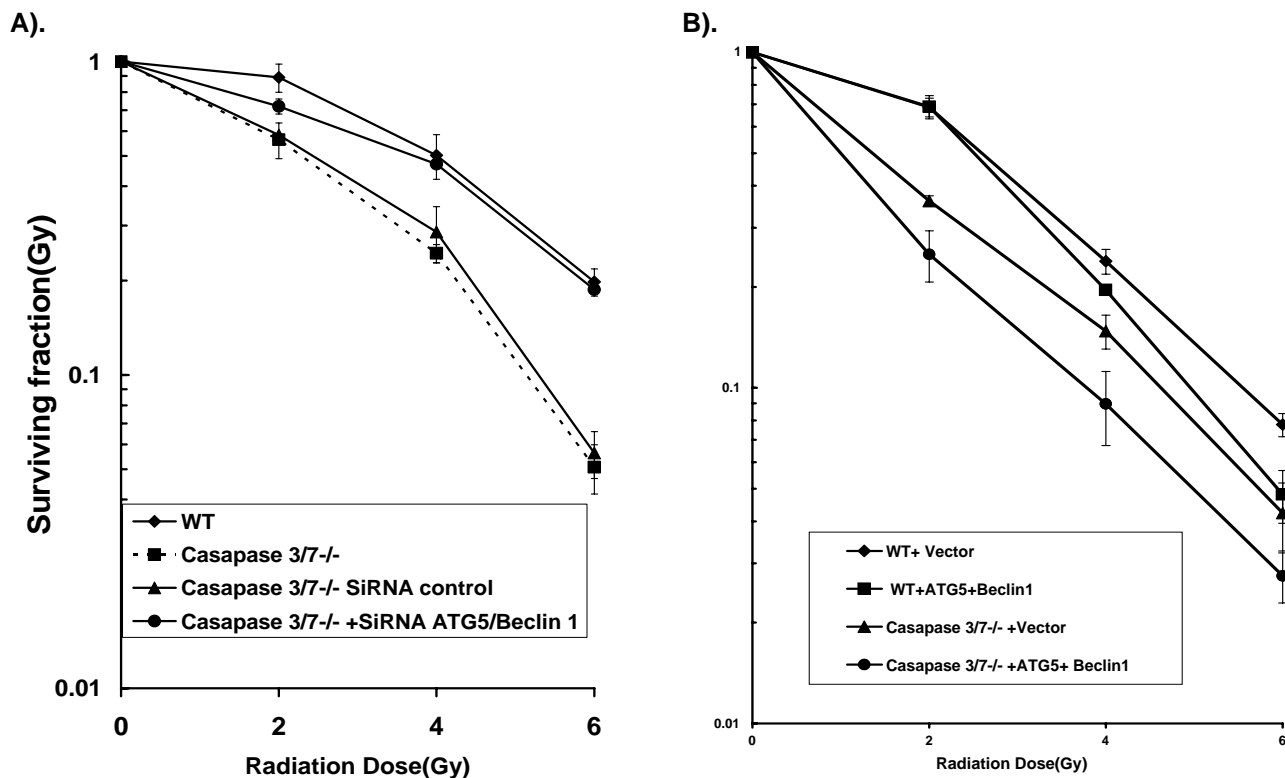 A).
Surviving fraction(Gy)
1
0.1
0.01
WT
Casapase 3/7-/-
Casapase 3/7-/- SiRNA control
Casapase 3/7-/- +SiRNA ATG5/Beclin 1
0 2 4 6
Radiation Dose(Gy)
B).
1
0.1
0.01
WT+ Vector
WT+ATG5+Beclin1
Casapase 3/7-/- +Vector
Casapase 3/7-/- +ATG5+ Beclin1
0 2 4 6
Radiation Dose(Gy)